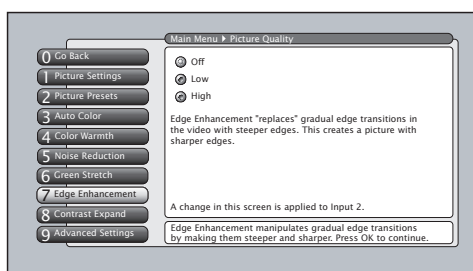 Main Menu ▶ Picture Quality
0 Go Back
1 Picture Settings
2 Picture Presets
3 Auto Color
4 Color Warmth
5 Noise Reduction
6 Green Stretch
7 Edge Enhancement
8 Contrast Expand
9 Advanced Settings
Off
Low
High
Edge Enhancement "replaces" gradual edge transitions in
the video with steeper edges. This creates a picture with
sharper edges.
A change in this screen is applied to Input 2.
Edge Enhancement manipulates gradual edge transitions
by making them steeper and sharper. Press OK to continue.